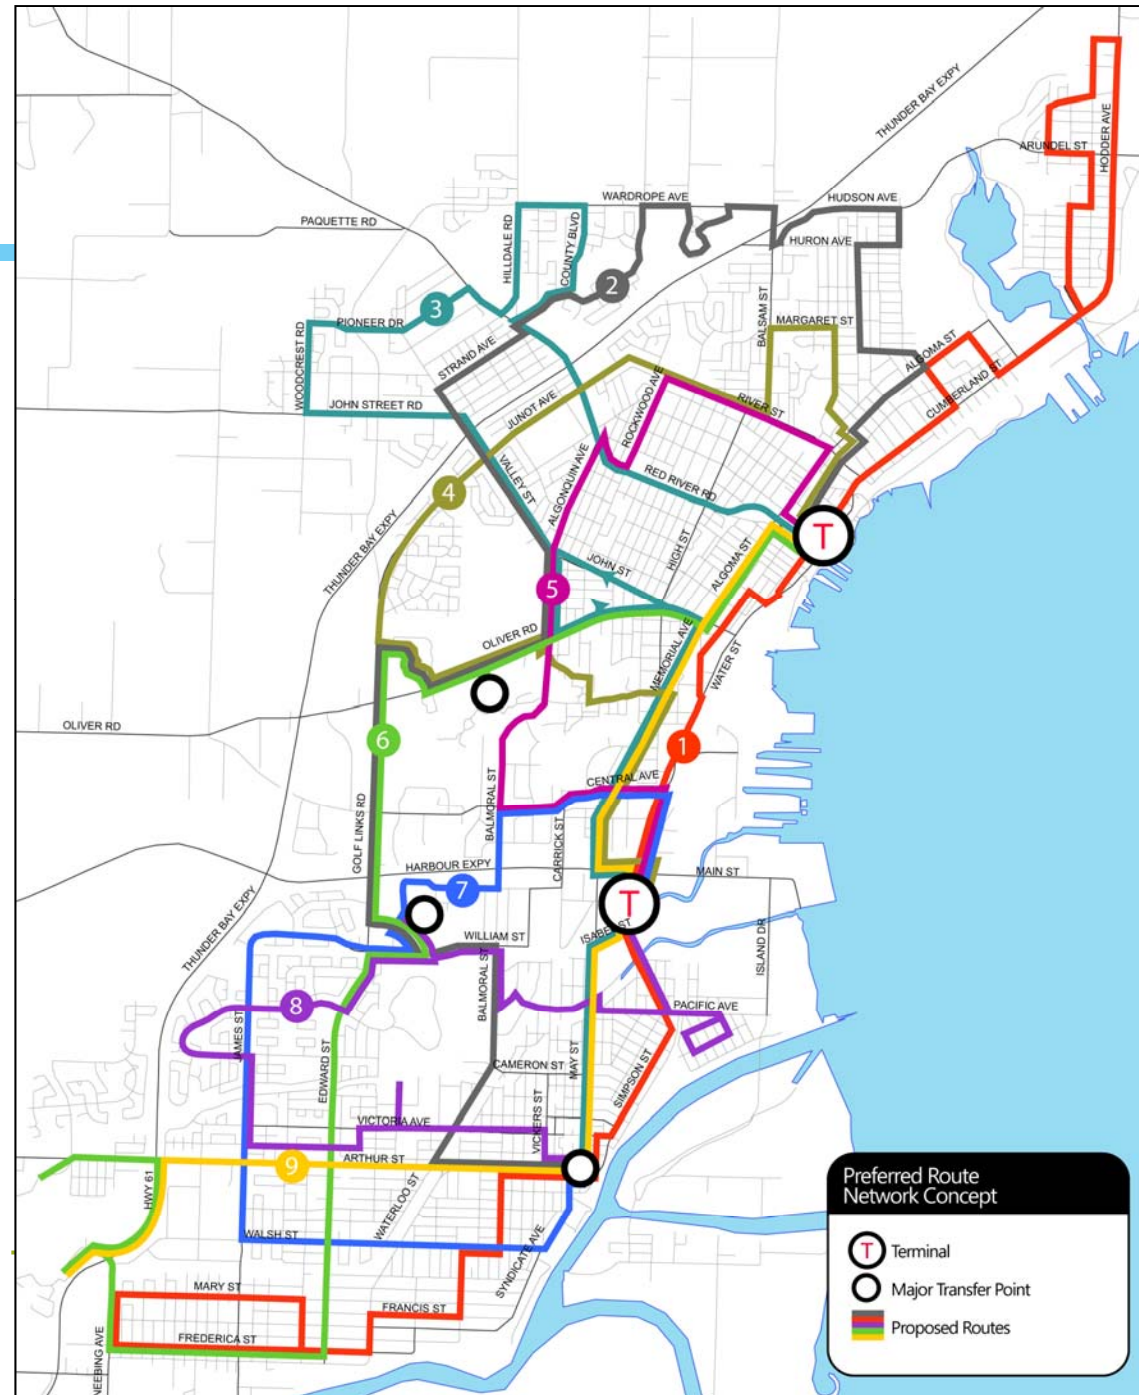 THUNDER BAY EXPY
HODDER AVE
ARUNDEL ST
WARDROPE AVE
HUDSON AVE
PAQUETTE RD
HILLDALE RD
COUNTY BLVD
HURON AVE
2
3
PIONEER DR
WOODCREST RD
BALSAM ST
MARGARET ST
STRAND AVE
ALGOMA ST
CUMBERLAND ST
JOHN STREET RD
JUNOT AVE
ROCKWOOD AVE
RIVER ST
VALLEY ST
ALGONQUIN AVE
RED RIVER RD
4
THUNDER BAY EXPY
HIGH ST
ALGOMA ST
T
JOHN ST
5
OLIVER RD
MEMORIAL AVE
WATER ST
OLIVER RD
6
1
CENTRAL AVE
GOLF LINKS RD
BALMORAL ST
CARRICK ST
HARBOUR EXPY
MAIN ST
7
T
THUNDER BAY EXPY
WILLIAM ST
ISABEL ST
ISLAND DR
BALMORAL ST
8
PACIFIC AVE
JAMES ST
EDWARD ST
CAMERON ST
MAY ST
SIMPSON ST
VICTORIA AVE
VICKERS ST
9
ARTHUR ST
HWY 61
WATERLOO ST
WALSH ST
SYNDICATE AVE
MARY ST
FRANCIS ST
FREDERICA ST
NEEBING AVE
Preferred Route
Network Concept
T Terminal
Major Transfer Point
Proposed Routes